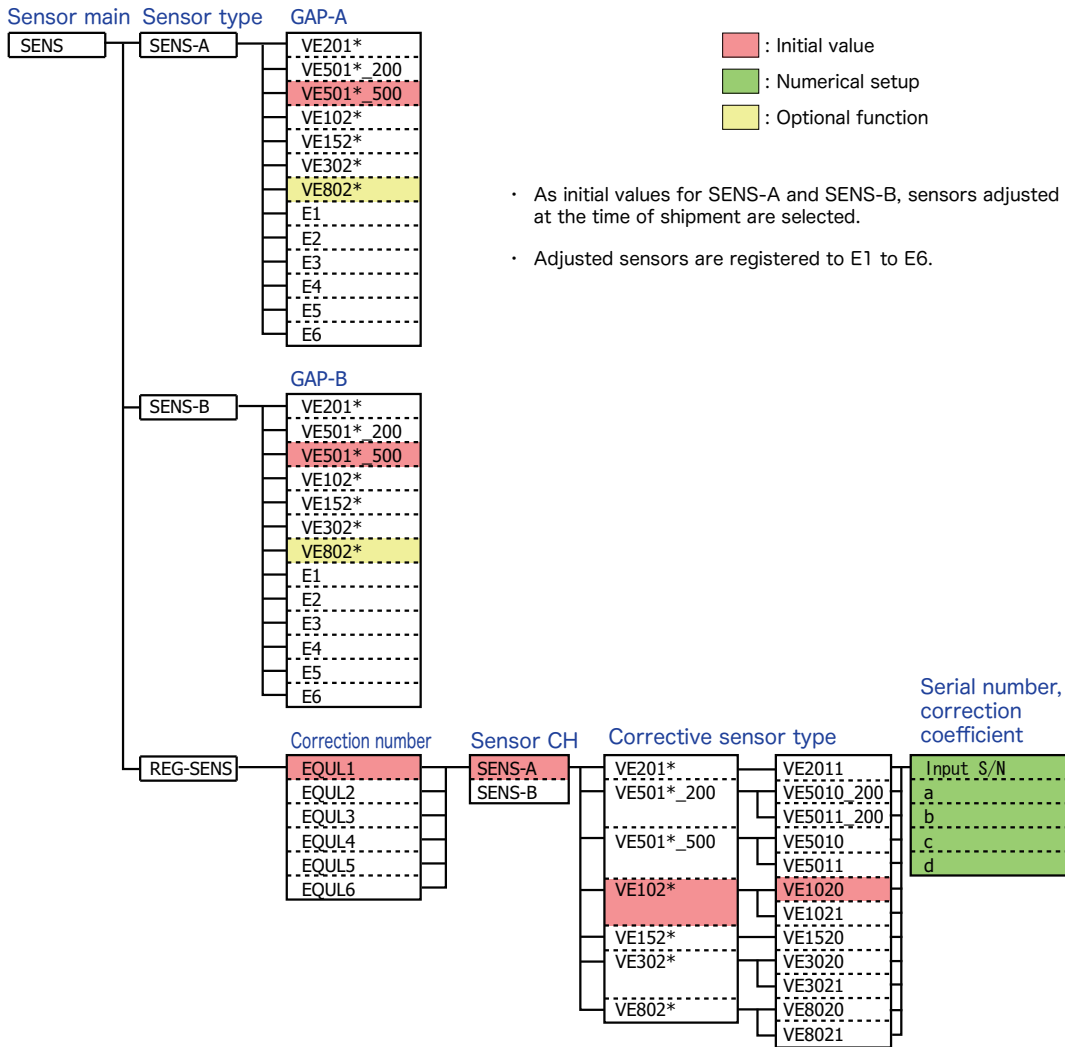 Sensor main Sensor type GAP-A
SENS
SENS-A
VE201*
VE501*_200
VE501*_500
VE102*
VE152*
VE302*
VE802*
E1
E2
E3
E4
E5
E6
: Initial value
: Numerical setup
: Optional function
・ As initial values for SENS-A and SENS-B, sensors adjusted
at the time of shipment are selected.
・ Adjusted sensors are registered to E1 to E6.
GAP-B
SENS-B
VE201*
VE501*_200
VE501*_500
VE102*
VE152*
VE302*
VE802*
E1
E2
E3
E4
E5
E6
Correction number
Sensor CH
Corrective sensor type
Serial number,
correction
coefficient
REG-SENS
EQUL1
EQUL2
EQUL3
EQUL4
EQUL5
EQUL6
SENS-A
SENS-B
VE201*
VE501*_200
VE501*_500
VE102*
VE152*
VE302*
VE802*
VE2011
VE5010_200
VE5011_200
VE5010
VE5011
VE1020
VE1021
VE1520
VE3020
VE3021
VE8020
VE8021
Input S/N
a
b
c
d